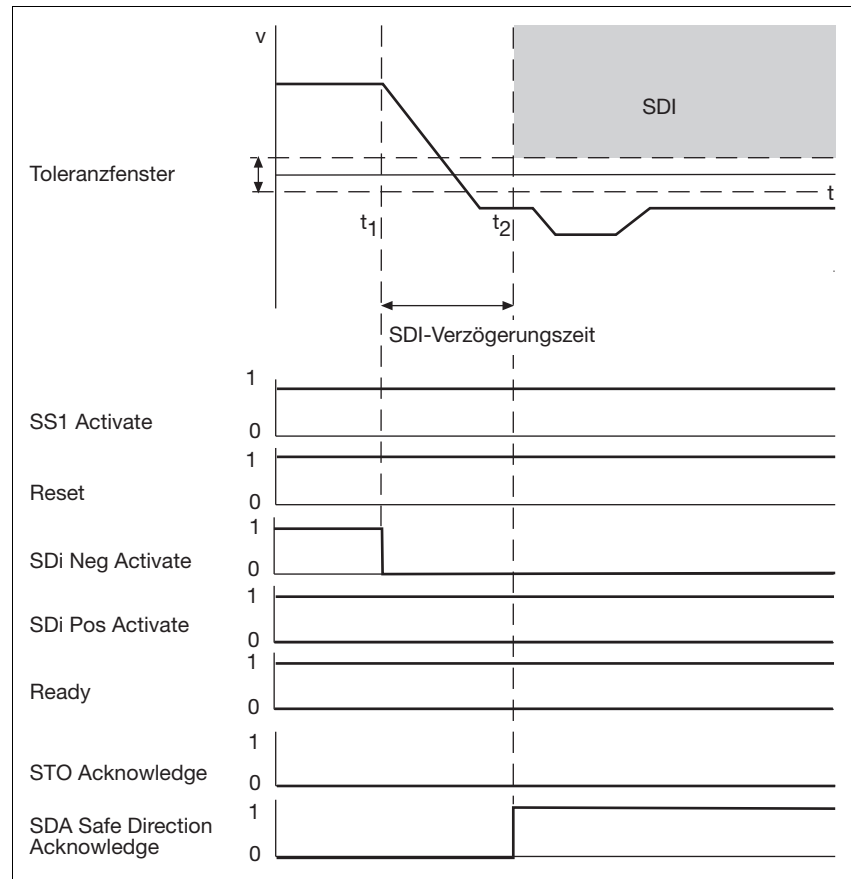 v
SDI
Toleranzfenster
t
t1
t2
SDI-Verzögerungszeit
1
SS1 Activate
0
1
Reset
0
1
SDi Neg Activate
0
1
SDi Pos Activate
0
1
Ready
0
1
STO Acknowledge
0
1
SDA Safe Direction
Acknowledge
0